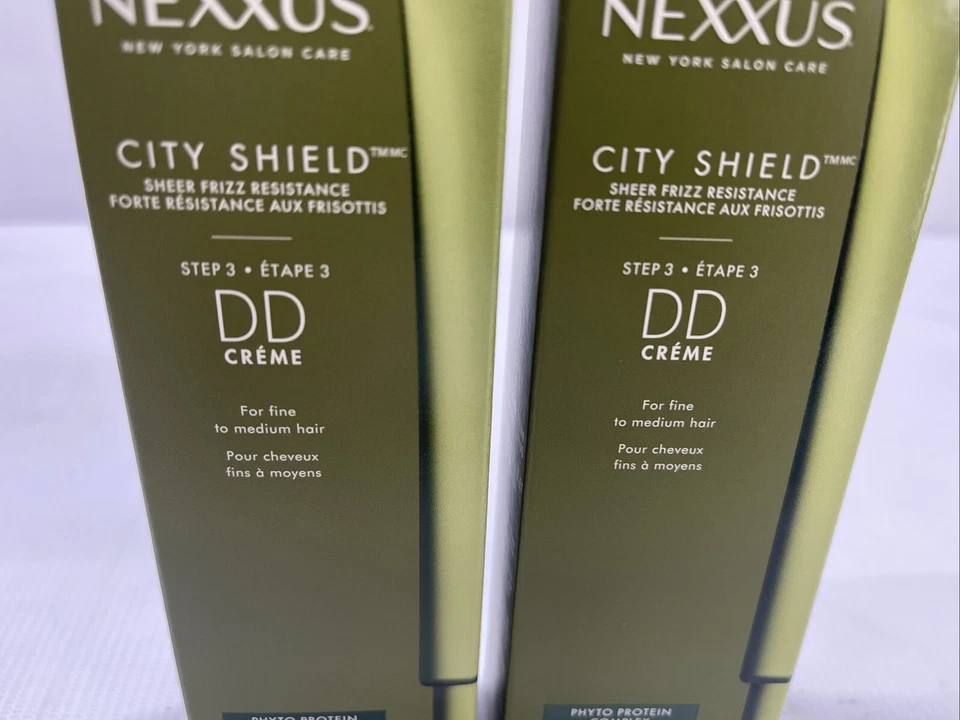 NEXXUS
NEW YORK SALON CARE
CITY SHIELD™MC
SHEER FRIZZ RESISTANCE
FORTE RÉSISTANCE AUX FRISOTTIS
STEP 3 • ÉTAPE 3
DD
CRÉME
For fine
to medium hair
Pour cheveux
fins à moyens
PHYTO PROTEIN
NEXXUS
NEW YORK SALON CARE
CITY SHIELD™MC
SHEER FRIZZ RESISTANCE
FORTE RÉSISTANCE AUX FRISOTTIS
STEP 3 • ÉTAPE 3
DD
CRÉME
For fine
to medium hair
Pour cheveux
fins à moyens
PHYTO PROTEIN
COMPLEX